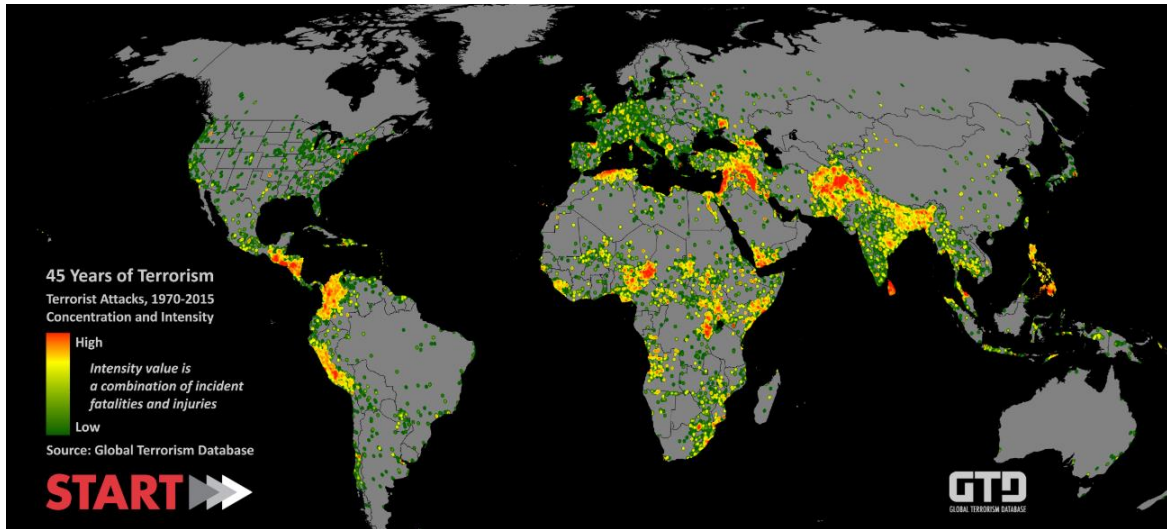 45 Years of Terrorism
Terrorist Attacks, 1970-2015
Concentration and Intensity
High
Intensity value is
a combination of incident
fatalities and injuries
Low
Source: Global Terrorism Database
START
GTD
GLOBAL TERRORISM DATABASE